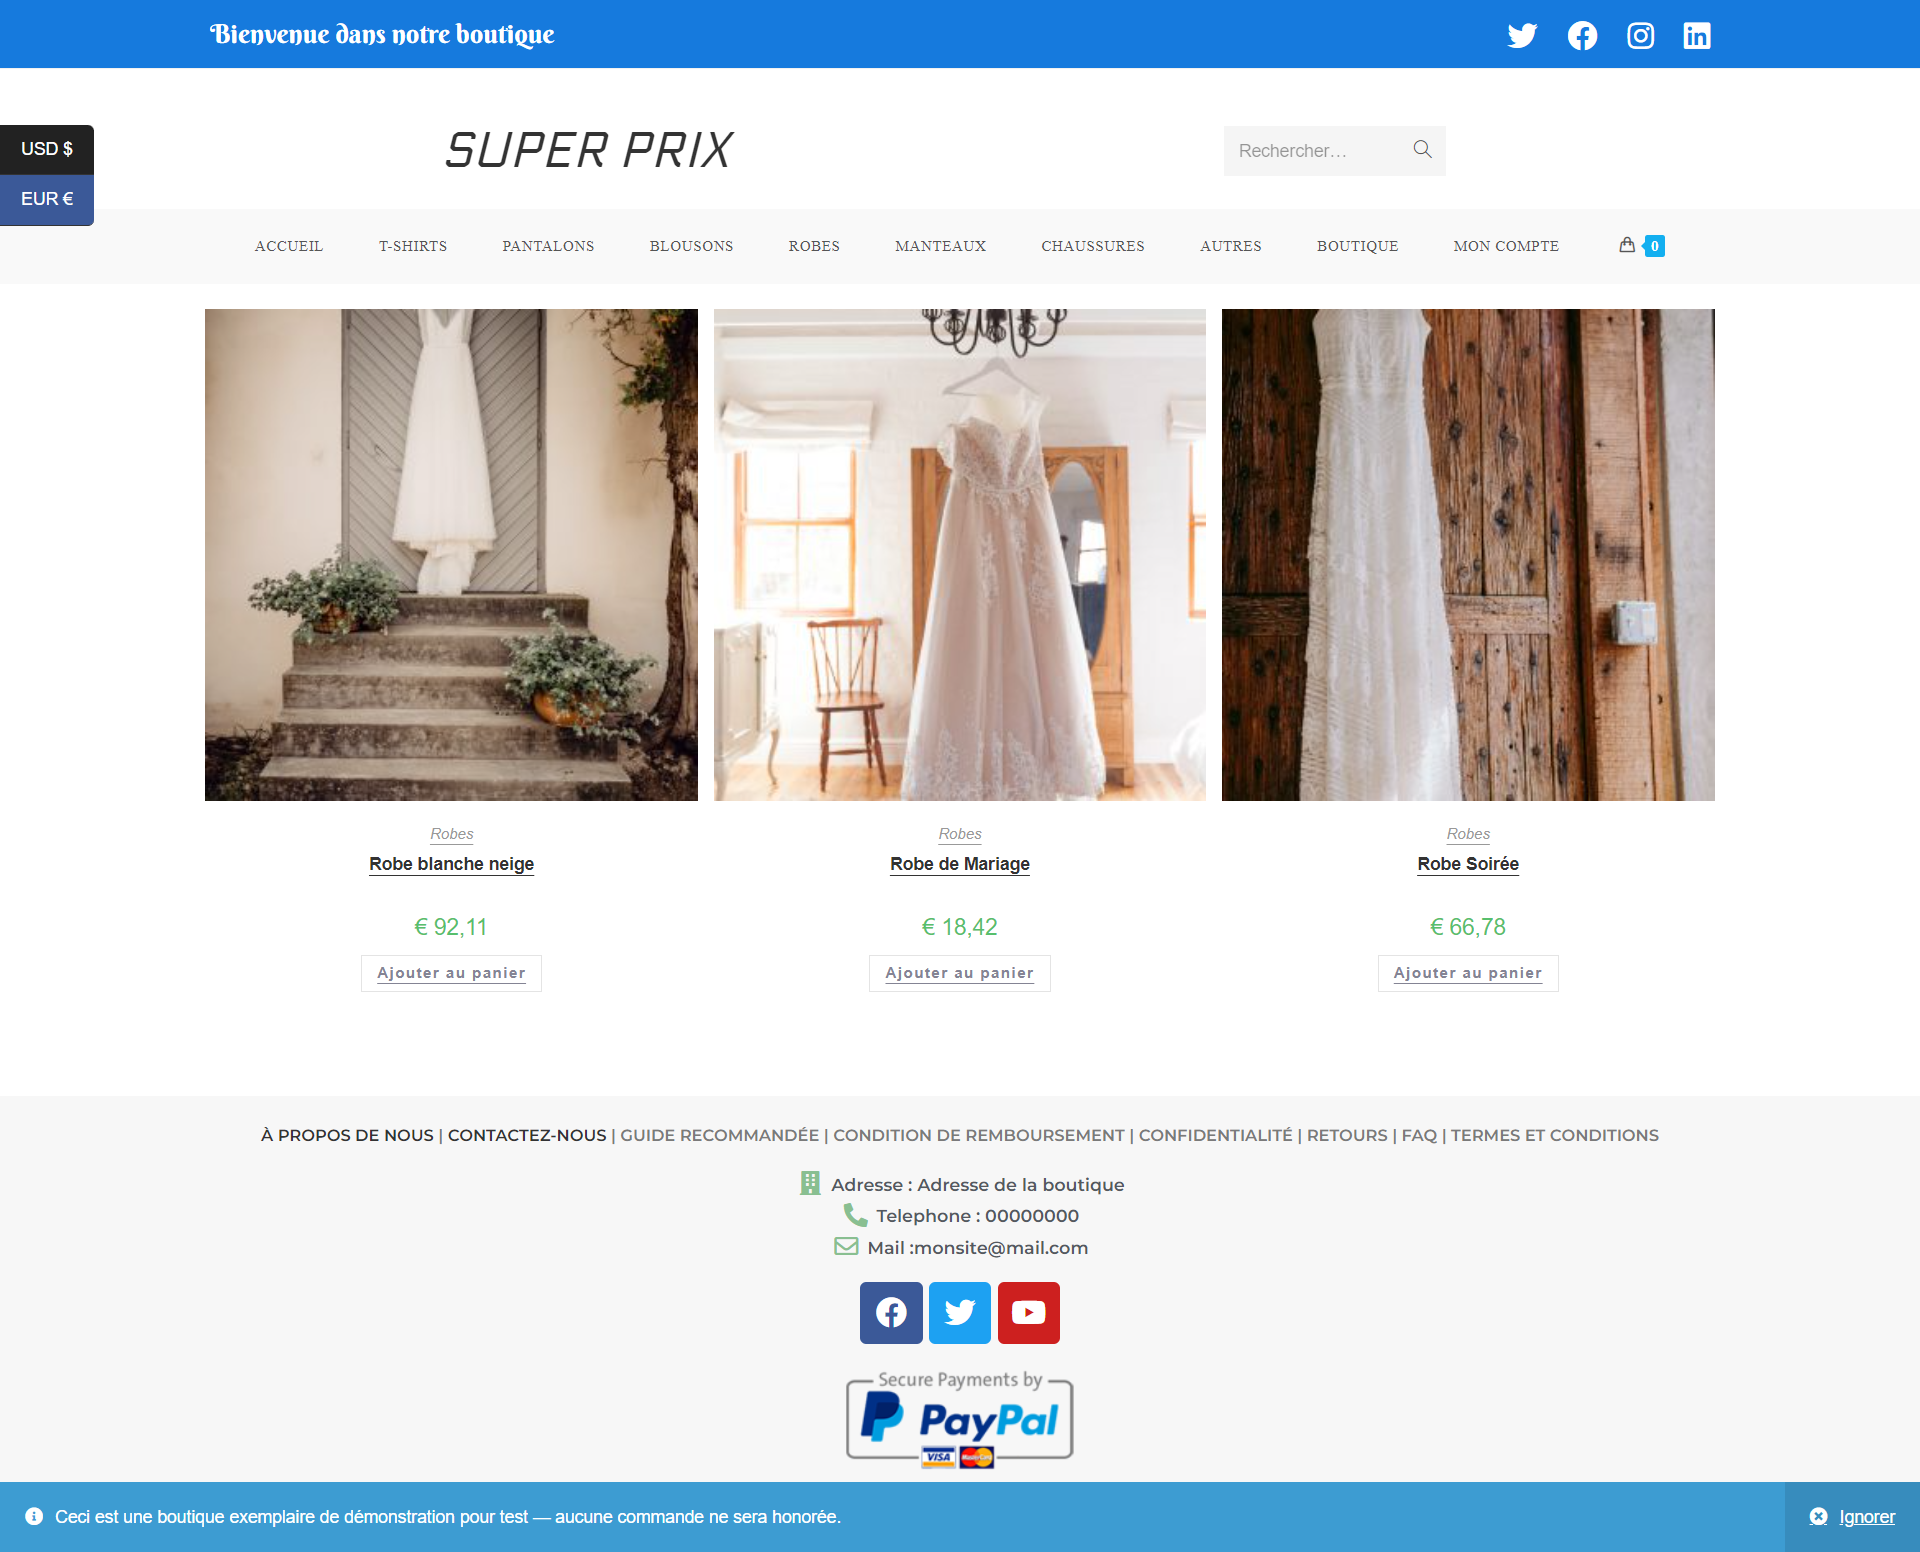 Bienvenue dans notre boutique
USD $
EUR €
SUPER PRIX
Rechercher...
ACCUEIL T-SHIRTS PANTALONS BLOUSONS ROBES MANTEAUX CHAUSSURES AUTRES BOUTIQUE MON COMPTE 0
Robes
Robe blanche neige
€ 92,11
Ajouter au panier
Robes
Robe de Mariage
€ 18,42
Ajouter au panier
Robes
Robe Soirée
€ 66,78
Ajouter au panier
À PROPOS DE NOUS | CONTACTEZ-NOUS | GUIDE RECOMMANDÉE | CONDITION DE REMBOURSEMENT | CONFIDENTIALITÉ | RETOURS | FAQ | TERMES ET CONDITIONS
Adresse : Adresse de la boutique
Telephone : 00000000
Mail :monsite@mail.com
Secure Payments by
PayPal
VISA MasterCard
Ceci est une boutique exemplaire de démonstration pour test — aucune commande ne sera honorée.
Ignorer